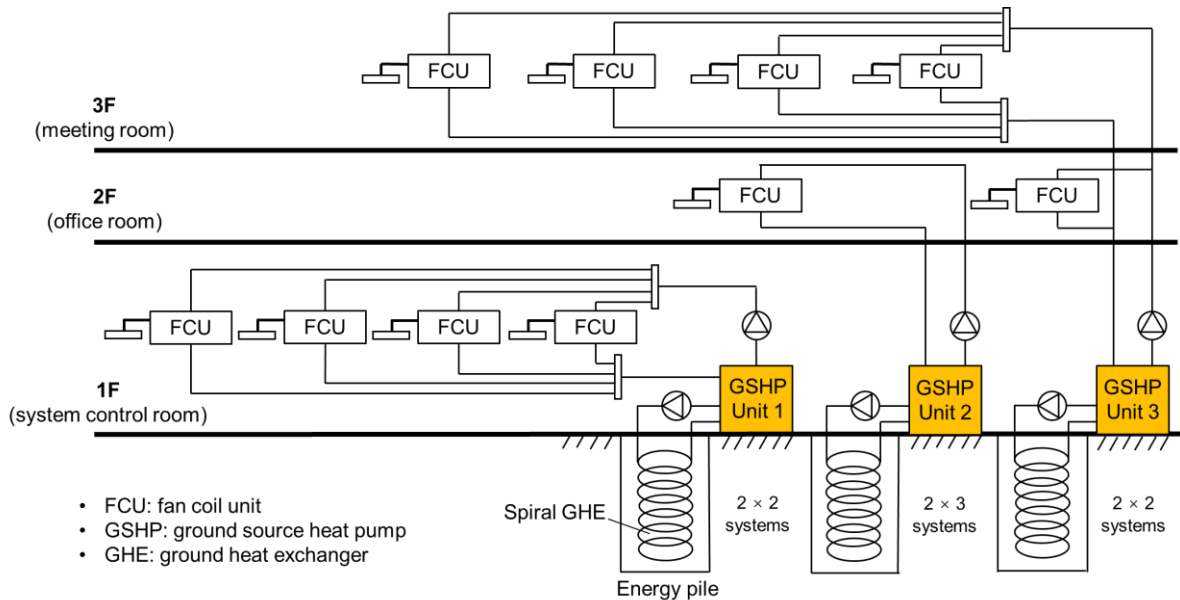 FCU FCU FCU FCU
3F
(meeting room)
FCU FCU
2F
(office room)
FCU FCU FCU FCU
1F
(system control room)
GSHP
Unit 1
GSHP
Unit 2
GSHP
Unit 3
• FCU: fan coil unit
• GSHP: ground source heat pump
• GHE: ground heat exchanger
Spiral GHE
2 × 2
systems
2 × 3
systems
2 × 2
systems
Energy pile